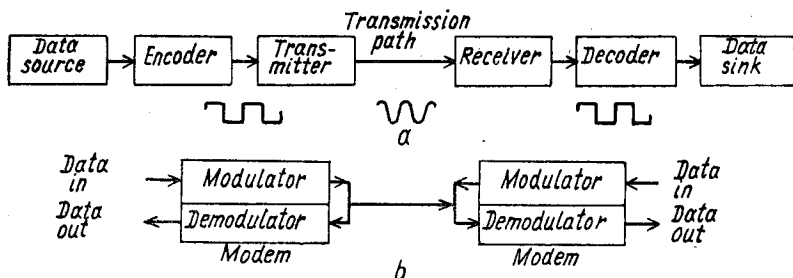 Transmission
path
Data
source
Encoder
Trans-
mitter
Receiver
Decoder
Data
sink
a
Data
in
Modulator
Modulator
Data
in
Data
out
Demodulator
Demodulator
Data
out
Modem
Modem
b